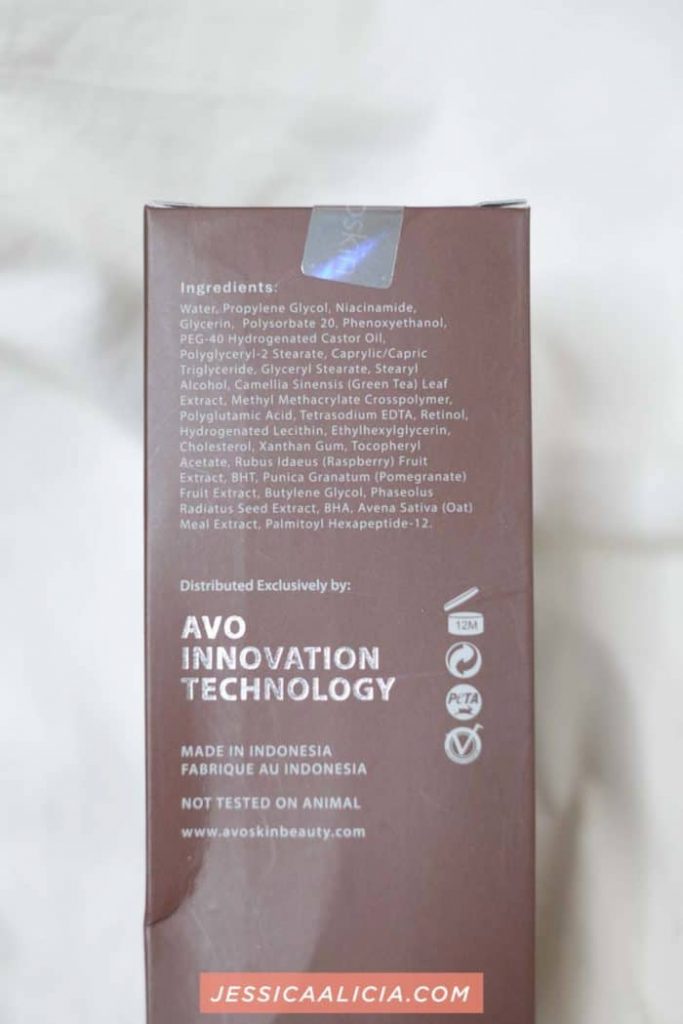 oskin
Ingredients:
Water, Propylene Glycol, Niacinamide,
Glycerin, Polysorbate 20, Phenoxyethanol,
PEG-40 Hydrogenated Castor Oil,
Polyglyceryl-2 Stearate, Caprylic/Capric
Triglyceride, Glyceryl Stearate, Stearyl
Alcohol, Camellia Sinensis (Green Tea) Leaf
Extract, Methyl Methacrylate Crosspolymer,
Polyglutamic Acid, Tetrasodium EDTA, Retinol,
Hydrogenated Lecithin, Ethylhexylglycerin,
Cholesterol, Xanthan Gum, Tocopheryl
Acetate, Rubus Idaeus (Raspberry) Fruit
Extract, BHT, Punica Granatum (Pomegranate)
Fruit Extract, Butylene Glycol, Phaseolus
Radiatus Seed Extract, BHA, Avena Sativa (Oat)
Meal Extract, Palmitoyl Hexapeptide-12.
Distributed Exclusively by:
AVO
INNOVATION
TECHNOLOGY
12M
PETA
V
MADE IN INDONESIA
FABRIQUE AU INDONESIA
NOT TESTED ON ANIMAL
www.avoskinbeauty.com
JESSICAALICIA.COM